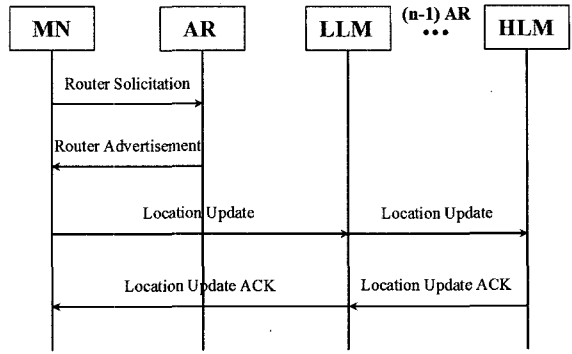 MN
AR
LLM
(n-1) AR
•••
HLM
Router Solicitation
Router Advertisement
Location Update
Location Update
Location Update ACK
Location Update ACK